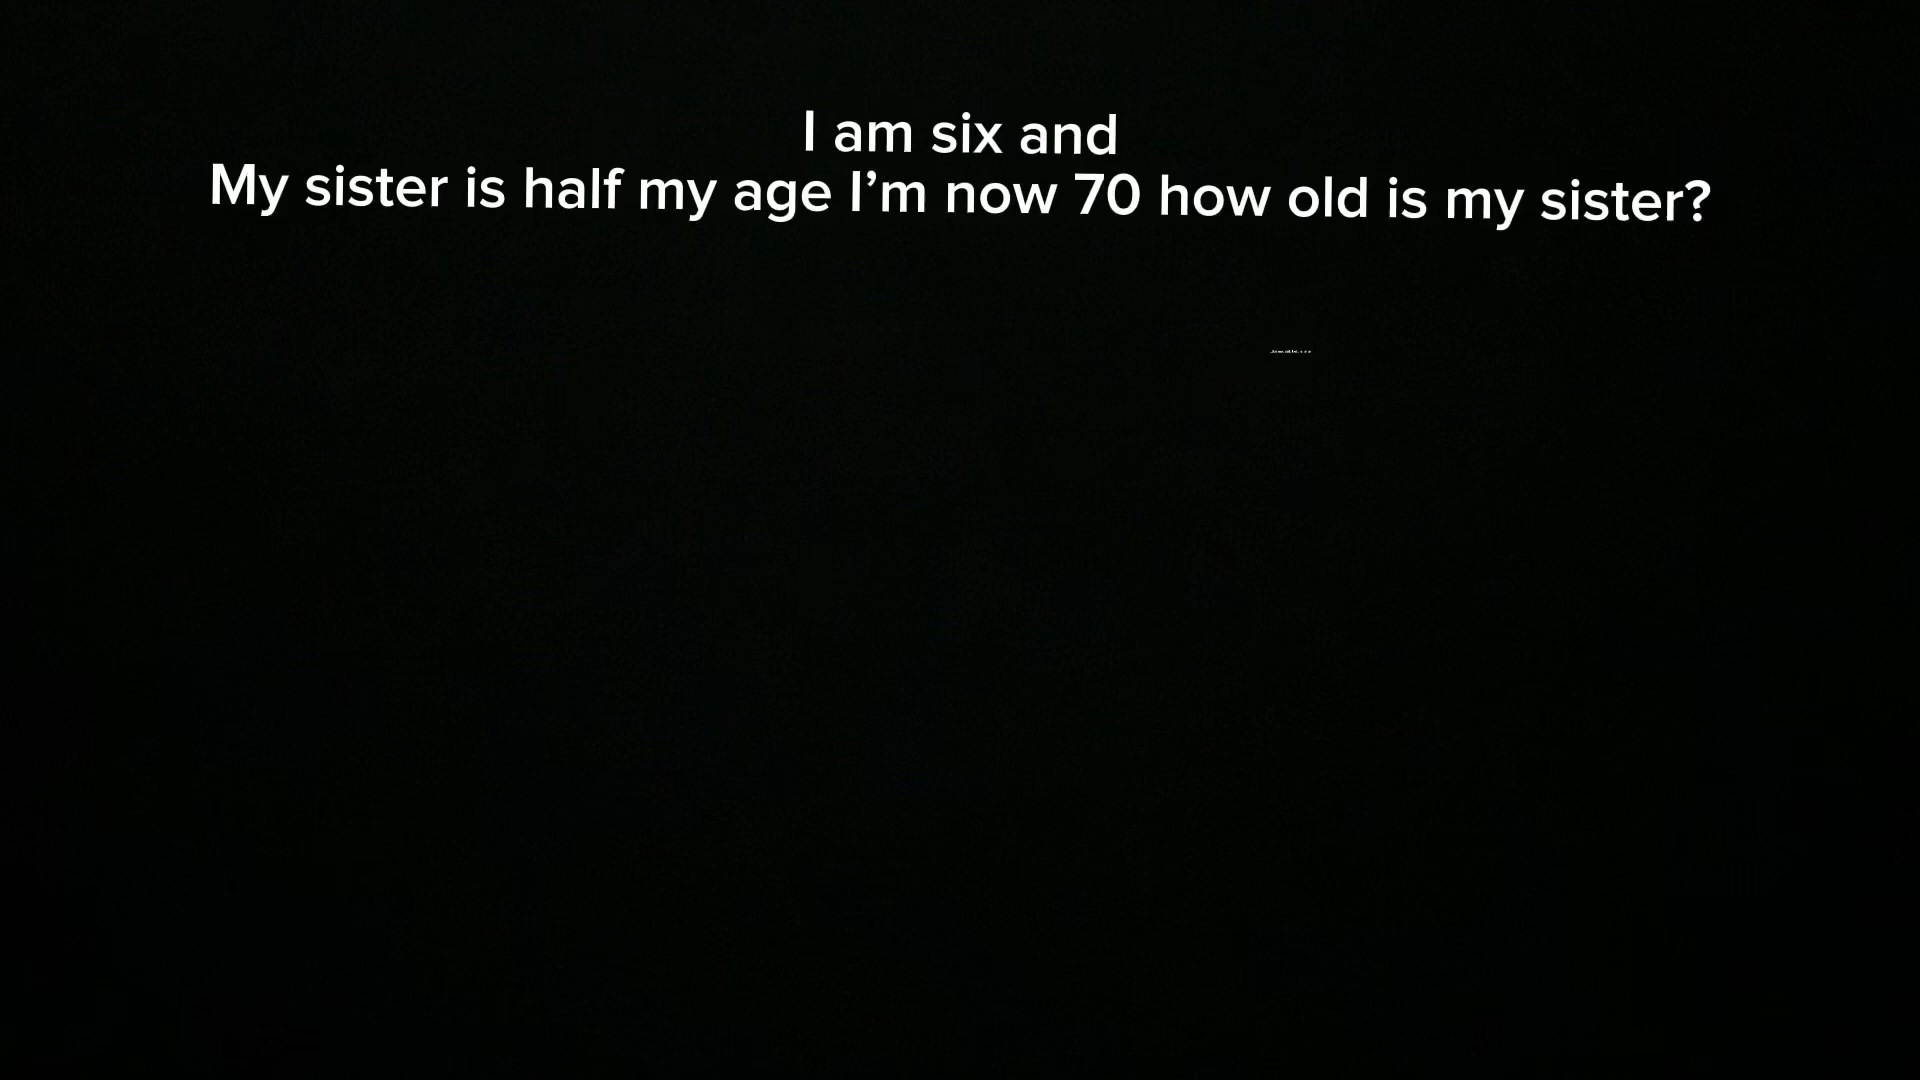 I am six and
My sister is half my age I’m now 70 how old is my sister?